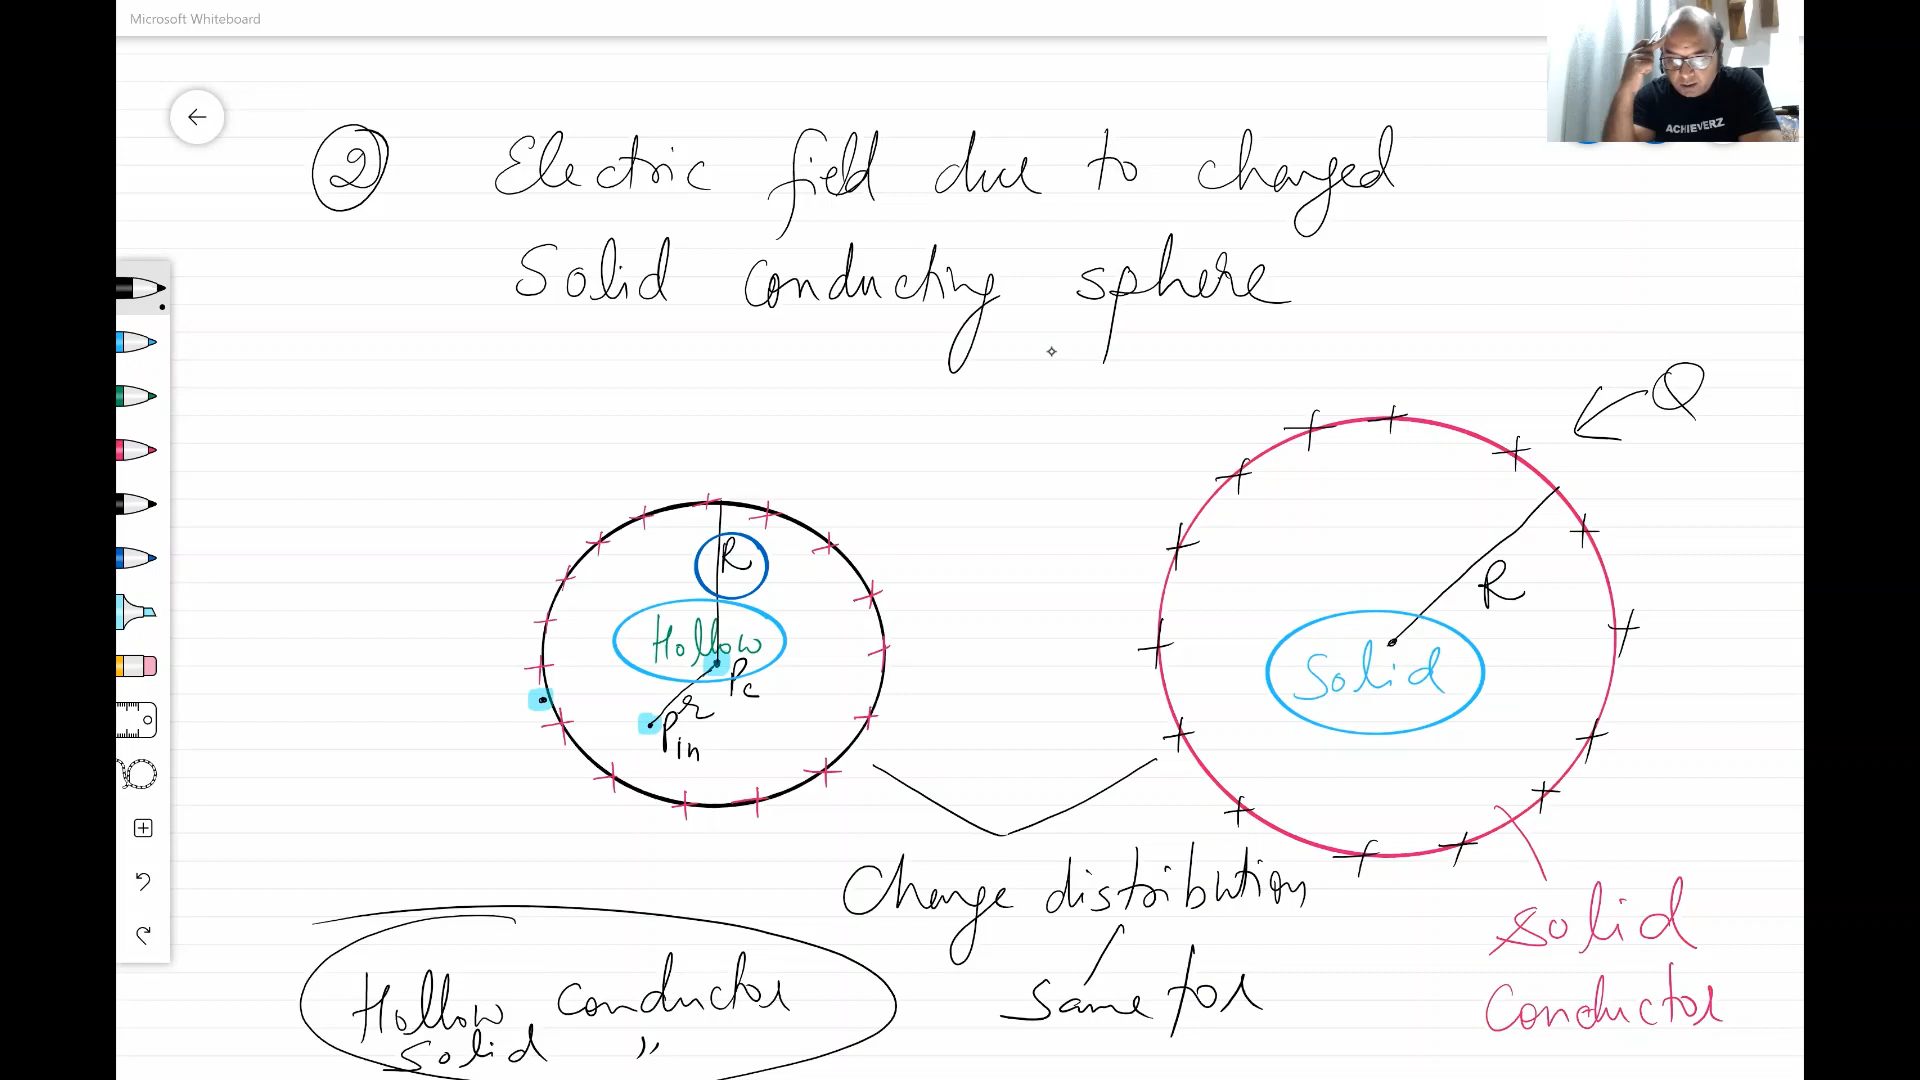 Microsoft Whiteboard
ACHIEVERZ
② Electric field due to charged
Solid conducting sphere
Q
R
R
Hollow
Pc
r
Pin
Solid
Charge distribution
same for
Solid
Conductor
Hollow conductor
Solid "